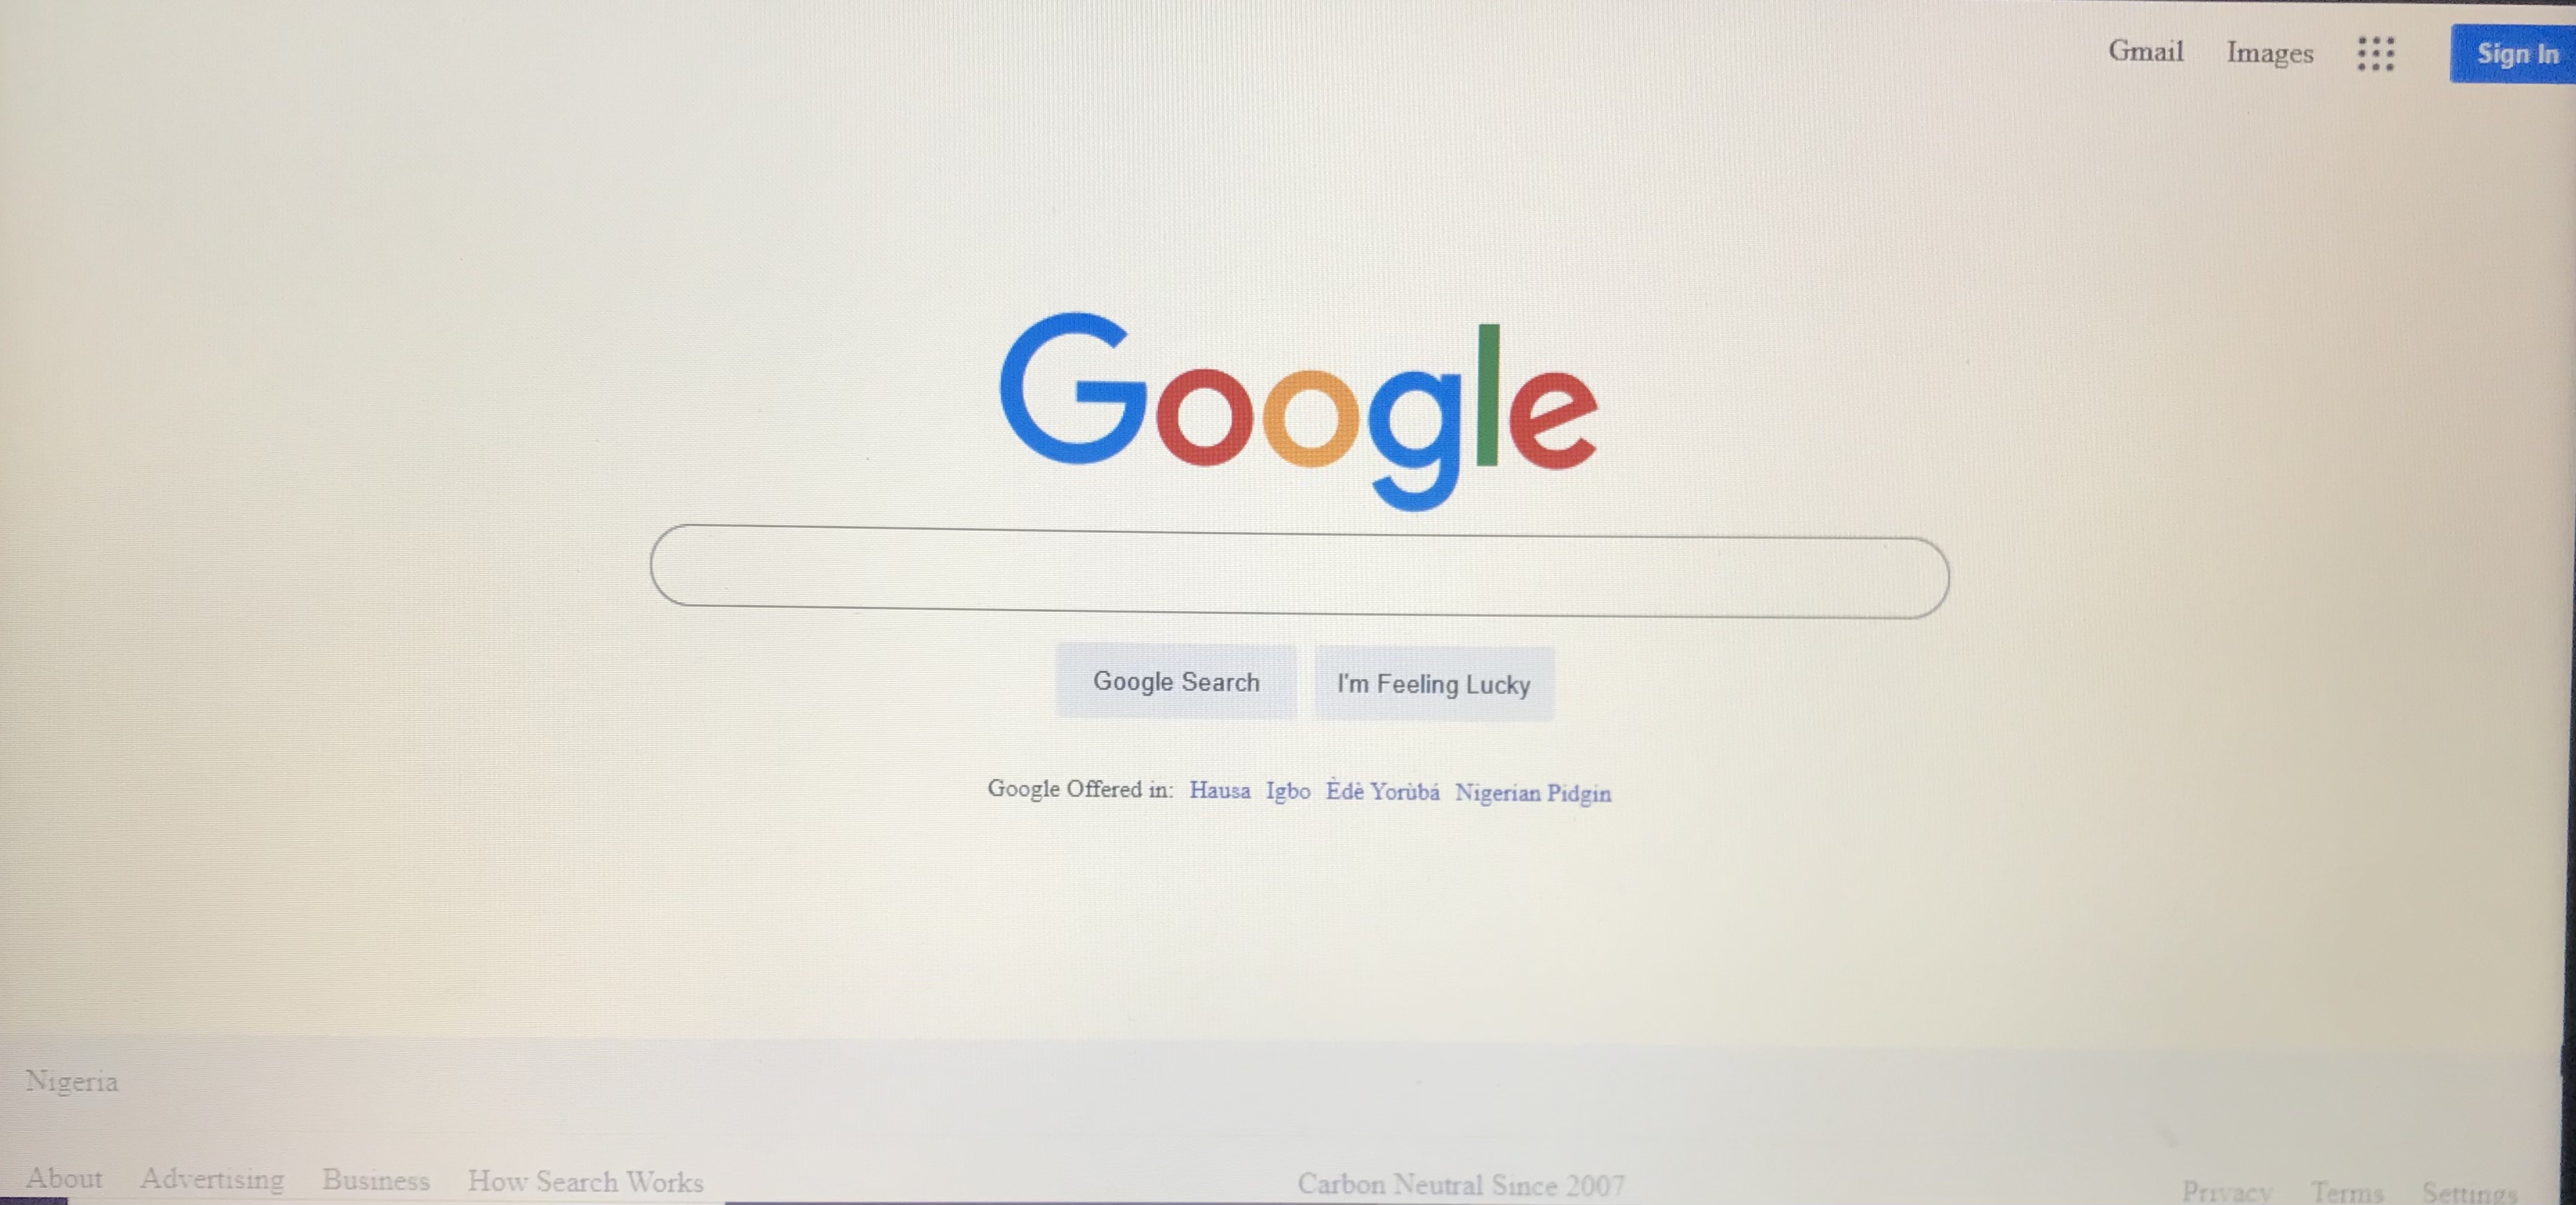 Gmail Images Sign In
Google
Google Search I'm Feeling Lucky
Google Offered in: Hausa Igbo Èdè Yorùbá Nigerian Pidgin
Nigeria
About Advertising Business How Search Works Carbon Neutral Since 2007 Privacy Terms Settings